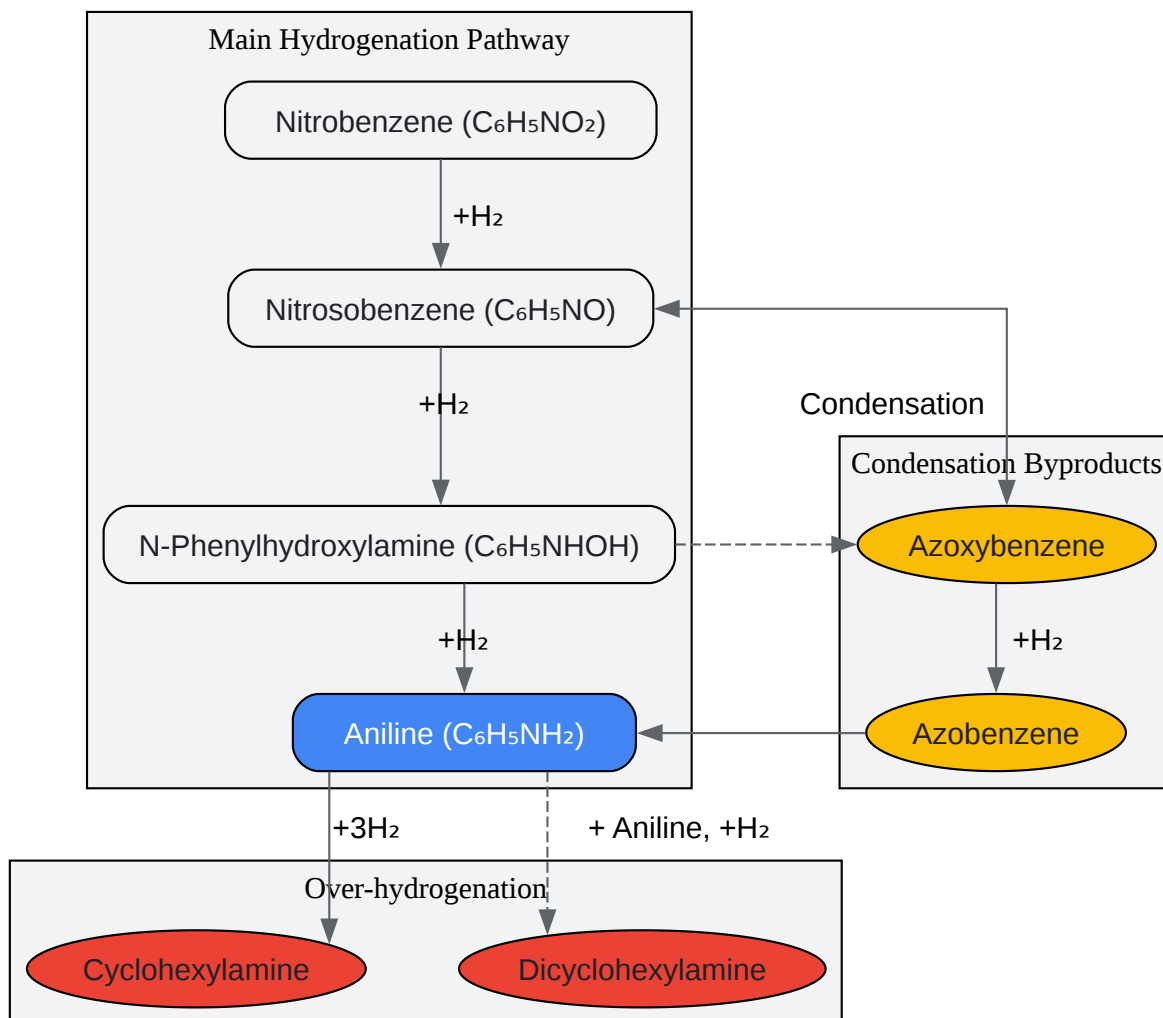 Main Hydrogenation Pathway
Nitrobenzene (C₆H₅NO₂)
+H₂
Nitrosobenzene (C₆H₅NO)
+H₂
Condensation
Condensation Byproducts
N-Phenylhydroxylamine (C₆H₅NHOH)
Azoxybenzene
+H₂
+H₂
Aniline (C₆H₅NH₂)
Azobenzene
+3H₂
+ Aniline, +H₂
Over-hydrogenation
Cyclohexylamine
Dicyclohexylamine